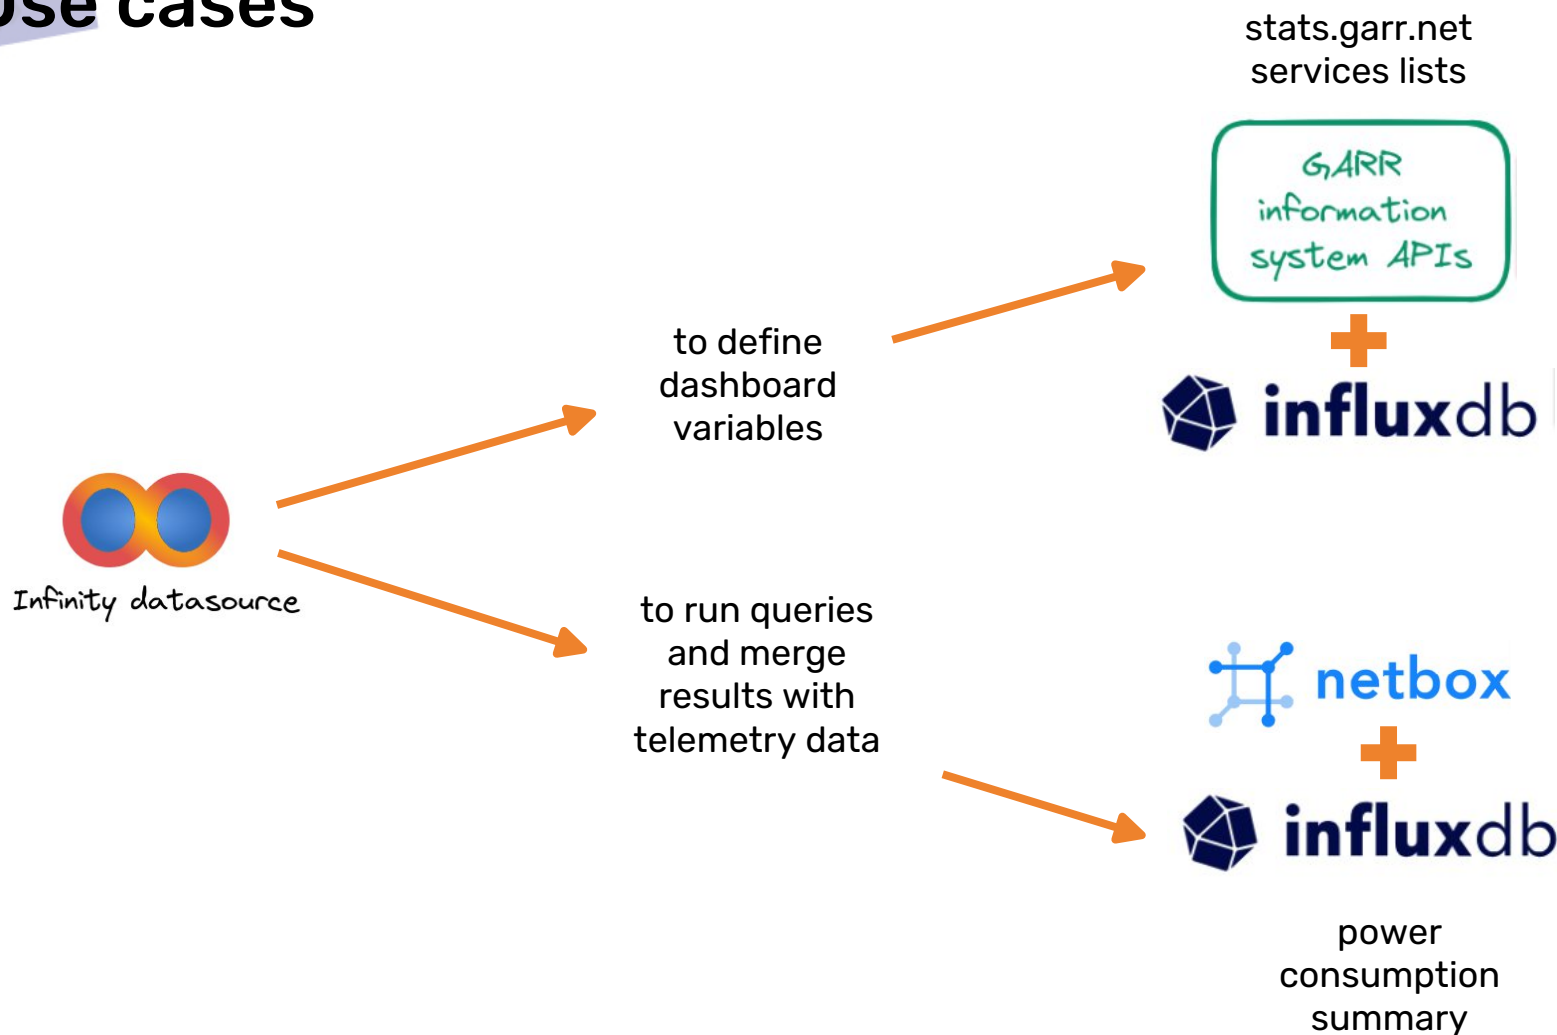 Use cases
stats.garr.net
services lists
GARR
information
system APIs
influxdb
to define
dashboard
variables
Infinity datasource
to run queries
and merge
results with
telemetry data
netbox
influxdb
power
consumption
summary